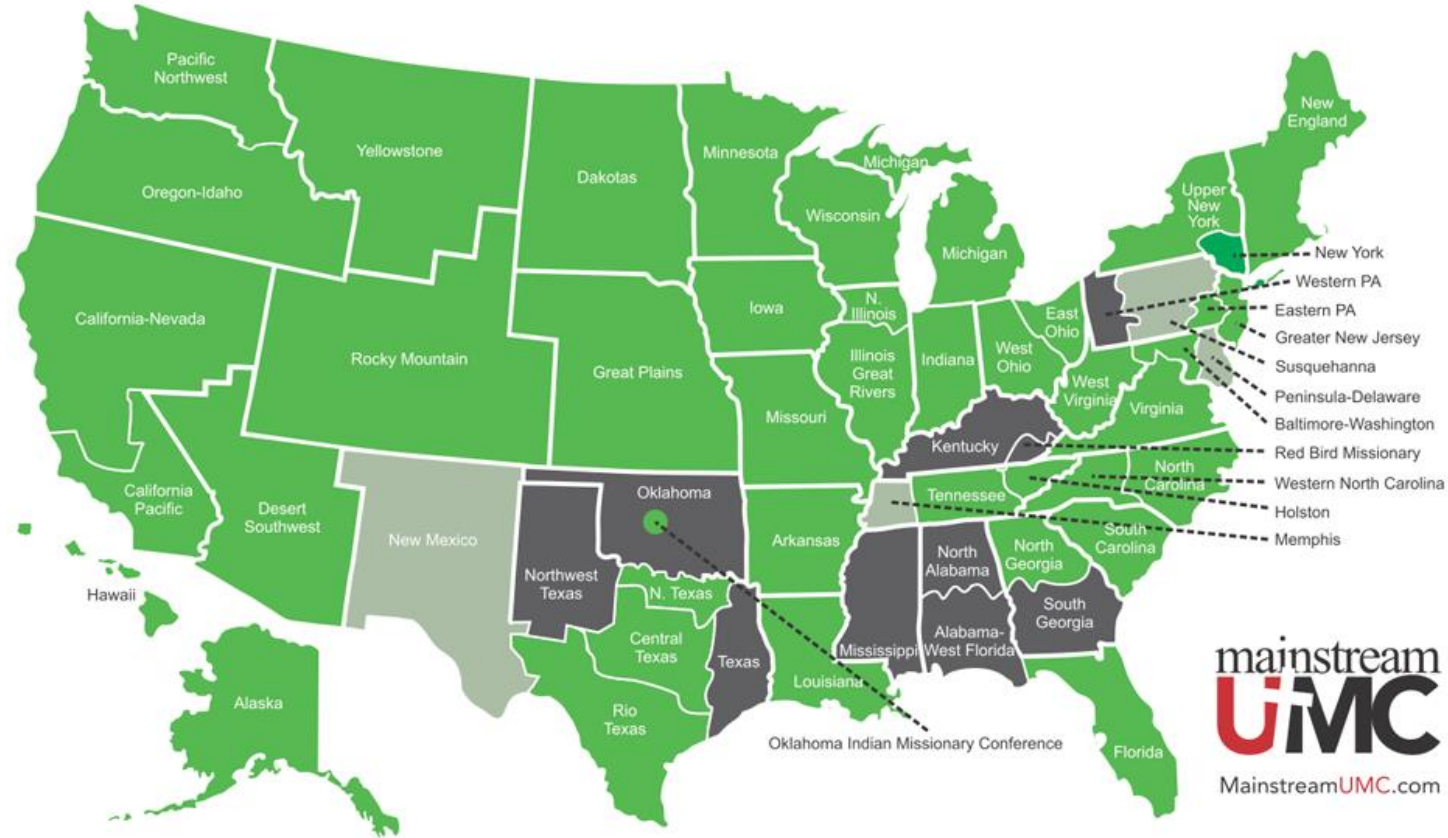 Pacific
Northwest
Yellowstone
Dakotas
Minnesota
Michigan
New
England
Oregon-Idaho
Wisconsin
Upper
New
York
Michigan
New York
Western PA
Eastern PA
Greater New Jersey
Susquehanna
Peninsula-Delaware
Baltimore-Washington
Red Bird Missionary
Western North Carolina
Holston
Memphis
California-Nevada
Rocky Mountain
Great Plains
Iowa
N.
Illinois
Illinois
Great
Rivers
Indiana
West
Ohio
East
Ohio
Missouri
West
Virginia
Virginia
Kentucky
North
Carolina
California
Pacific
Desert
Southwest
New Mexico
Oklahoma
Arkansas
Tennessee
South
Carolina
North
Georgia
North
Alabama
Northwest
Texas
N. Texas
Central
Texas
Texas
Rio
Texas
Louisiana
Mississippi
Alabama-
West Florida
South
Georgia
Hawaii
Alaska
Oklahoma Indian Missionary Conference
Florida
mainstream
UMC
MainstreamUMC.com